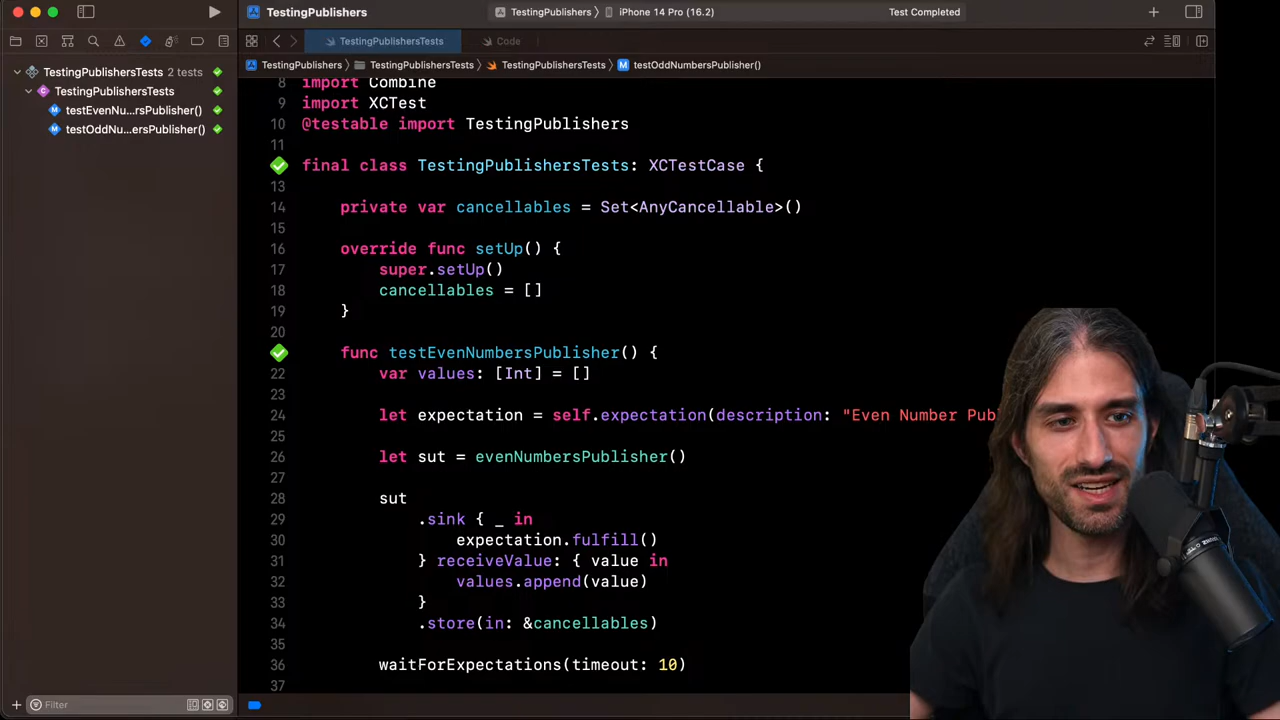 TestingPublishers
TestingPublishers
iPhone 14 Pro (16.2)
Test Completed
TestingPublishersTests
Code
TestingPublishersTests 2 tests
TestingPublishers
TestingPublishersTests
TestingPublishersTests
testOddNumbersPublisher()
TestingPublishersTests
testEvenNu...rsPublisher()
testOddNu...ersPublisher()
8 import Combine
9 import XCTest
10 @testable import TestingPublishers
11
final class TestingPublishersTests: XCTestCase {
13
14 private var cancellables = Set<AnyCancellable>()
15
16 override func setUp() {
17 super.setUp()
18 cancellables = []
19 }
20
func testEvenNumbersPublisher() {
22 var values: [Int] = []
23
24 let expectation = self.expectation(description: "Even Number Pub
25
26 let sut = evenNumbersPublisher()
27
28 sut
29 .sink { _ in
30 expectation.fulfill()
31 } receiveValue: { value in
32 values.append(value)
33 }
34 .store(in: &cancellables)
35
36 waitForExpectations(timeout: 10)
37
Filter